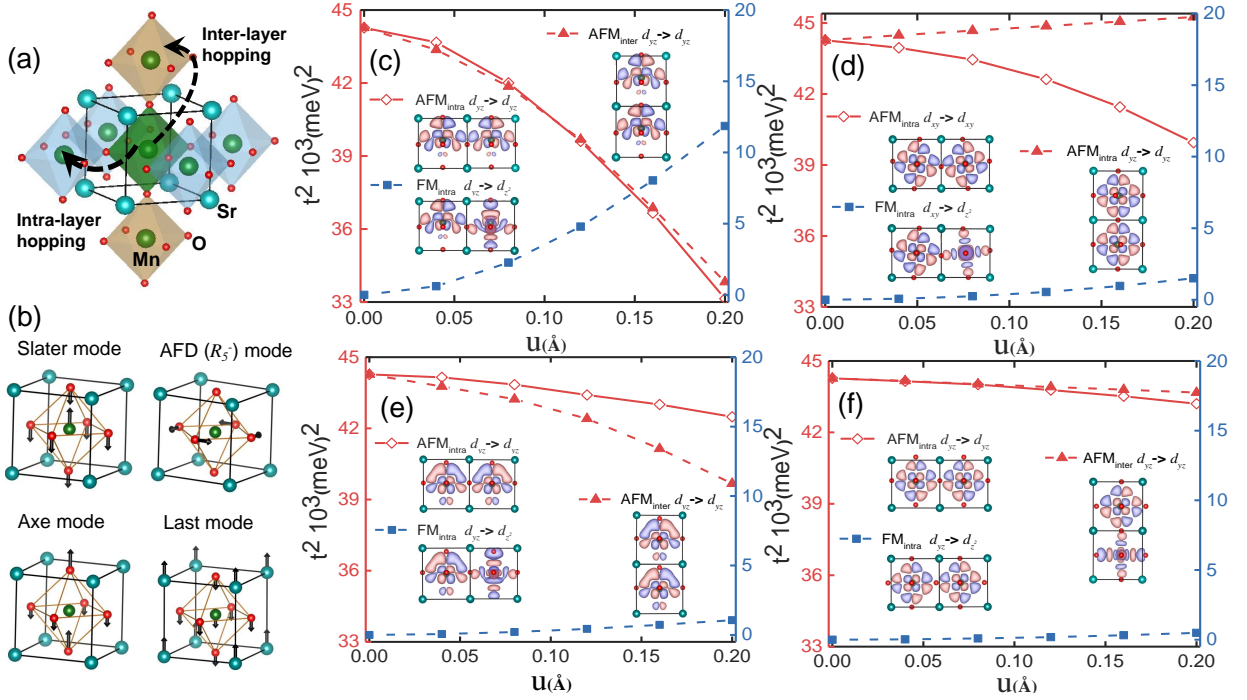 (a)
Inter-layer
hopping
Intra-layer
hopping
Sr
O
Mn
(b)
Slater mode
AFD (R5-) mode
Axe mode
Last mode
(c)
t2 103(meV)2
45
42
39
36
33
20
15
10
5
0
AFMinter dyz-> dyz
AFMintra dyz-> dyz
FMintra dyz-> dz2
0.00 0.05 0.10 0.15 0.20
u(Å)
(d)
t2 103(meV)2
45
42
39
36
33
20
15
10
5
0
AFMintra dxy-> dxy
AFMintra dyz-> dyz
FMintra dxy-> dz2
0.00 0.05 0.10 0.15 0.20
u(Å)
(e)
t2 103(meV)2
45
42
39
36
33
20
15
10
5
0
AFMintra dyz-> dyz
FMintra dyz-> dz2
AFMinter dyz-> dyz
0.00 0.05 0.10 0.15 0.20
u(Å)
(f)
t2 103(meV)2
45
42
39
36
33
20
15
10
5
0
AFMintra dyz-> dyz
AFMinter dyz-> dyz
FMintra dyz-> dz2
0.00 0.05 0.10 0.15 0.20
u(Å)